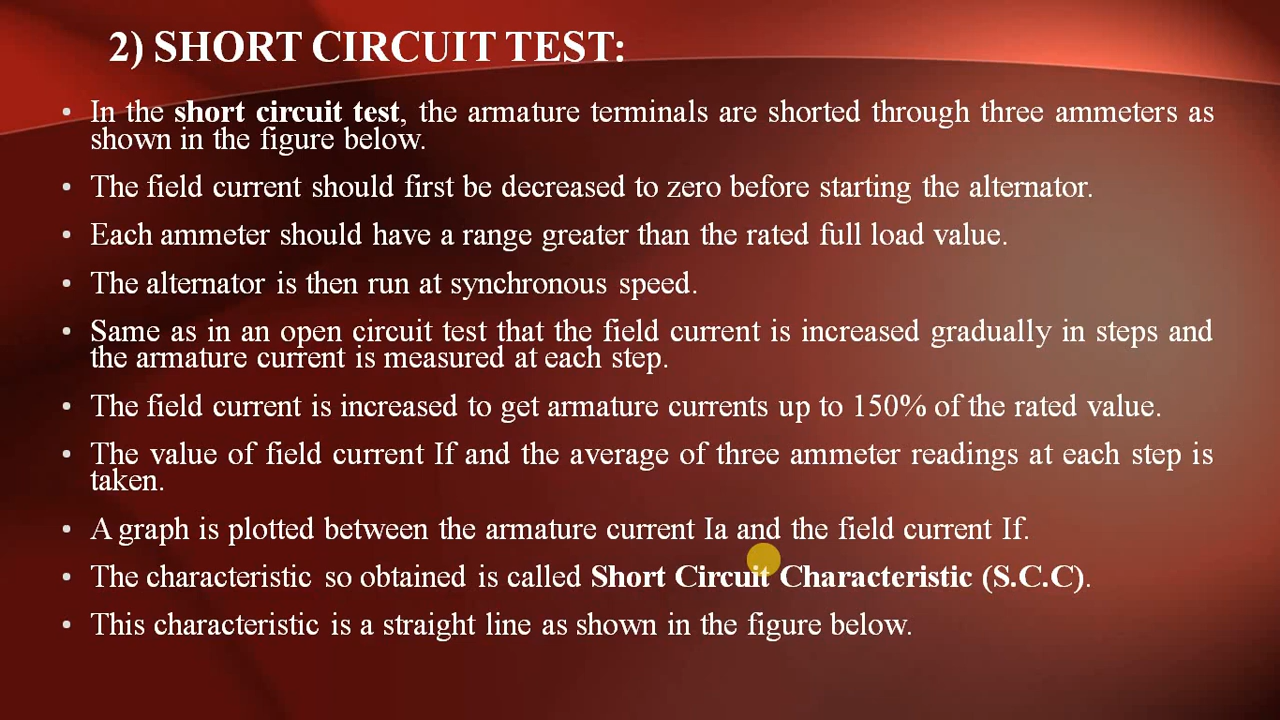 2) SHORT CIRCUIT TEST:
• In the short circuit test, the armature terminals are shorted through three ammeters as
shown in the figure below.
• The field current should first be decreased to zero before starting the alternator.
• Each ammeter should have a range greater than the rated full load value.
• The alternator is then run at synchronous speed.
• Same as in an open circuit test that the field current is increased gradually in steps and
the armature current is measured at each step.
• The field current is increased to get armature currents up to 150% of the rated value.
• The value of field current If and the average of three ammeter readings at each step is
taken.
• A graph is plotted between the armature current Ia and the field current If.
• The characteristic so obtained is called Short Circuit Characteristic (S.C.C).
• This characteristic is a straight line as shown in the figure below.